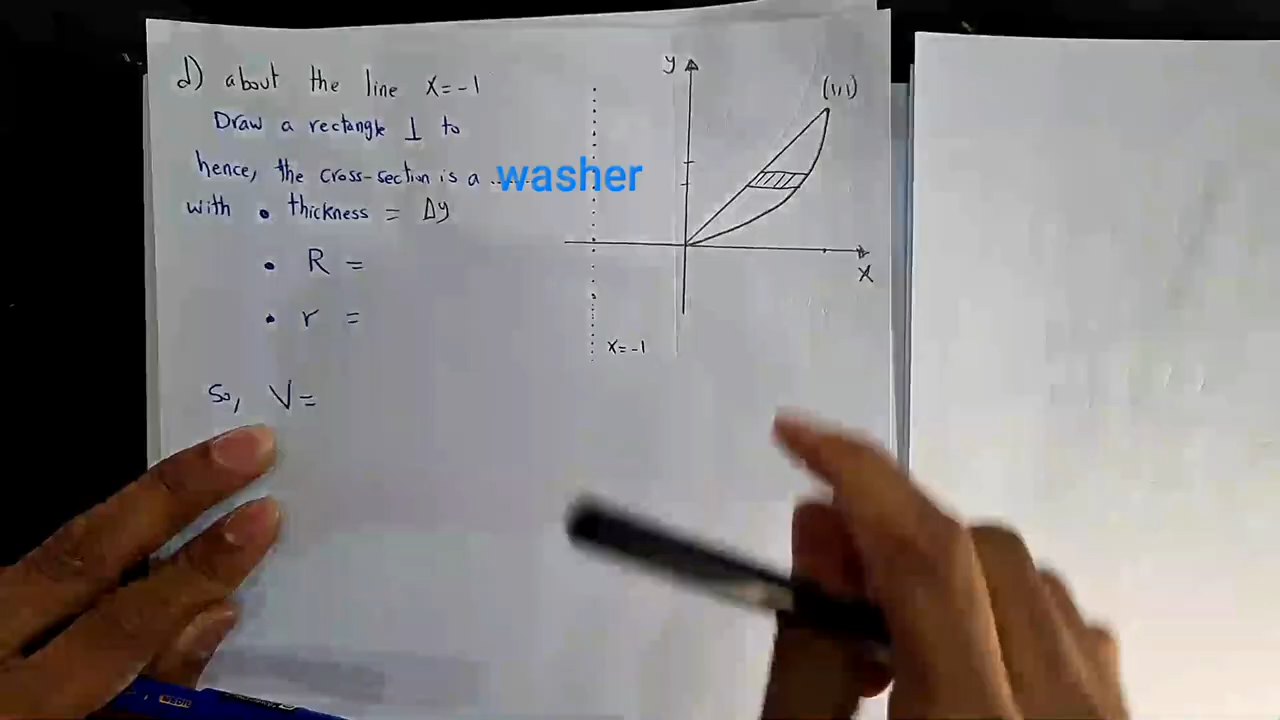 d) about the line x=-1
Draw a rectangle ⊥ to
hence, the cross-section is a ........ washer
with • thickness = Δy
• R =
• r =
So, V=
y
(1,1)
x
x=-1